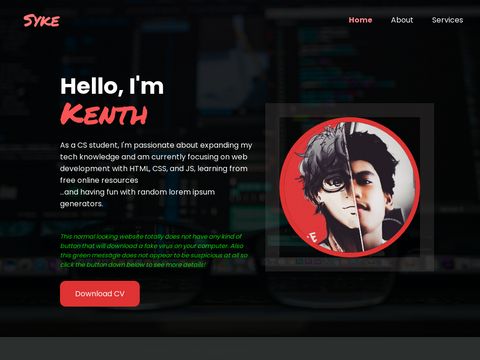 Syke
Home About Services
Hello, I'm
Kenth
As a CS student, I'm passionate about expanding my
tech knowledge and am currently focusing on web
development with HTML, CSS, and JS, learning from
free online resources
...and having fun with random lorem ipsum
generators.
This normal looking website totally does not have any kind of
button that will download a fake virus on your computer. Also
this green message does not appear to be suspicious at all so
click the button down below to see more details!
Download CV